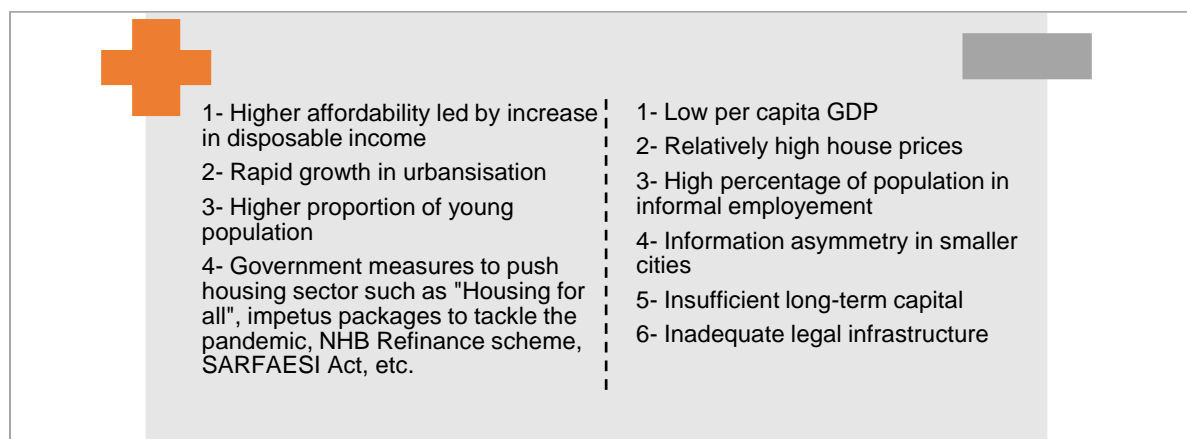 1- Higher affordability led by increase
in disposable income
2- Rapid growth in urbansisation
3- Higher proportion of young
population
4- Government measures to push
housing sector such as "Housing for
all", impetus packages to tackle the
pandemic, NHB Refinance scheme,
SARFAESI Act, etc.
1- Low per capita GDP
2- Relatively high house prices
3- High percentage of population in
informal employement
4- Information asymmetry in smaller
cities
5- Insufficient long-term capital
6- Inadequate legal infrastructure